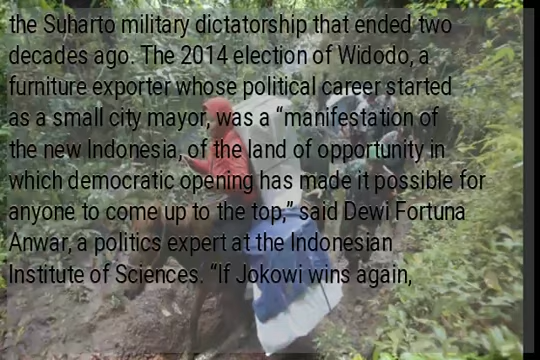 the Suharto military dictatorship that ended two
decades ago. The 2014 election of Widodo, a
furniture exporter whose political career started
as a small city mayor, was a “manifestation of
the new Indonesia, of the land of opportunity in
which democratic opening has made it possible for
anyone to come up to the top,” said Dewi Fortuna
Anwar, a politics expert at the Indonesian
Institute of Sciences. “If Jokowi wins again,